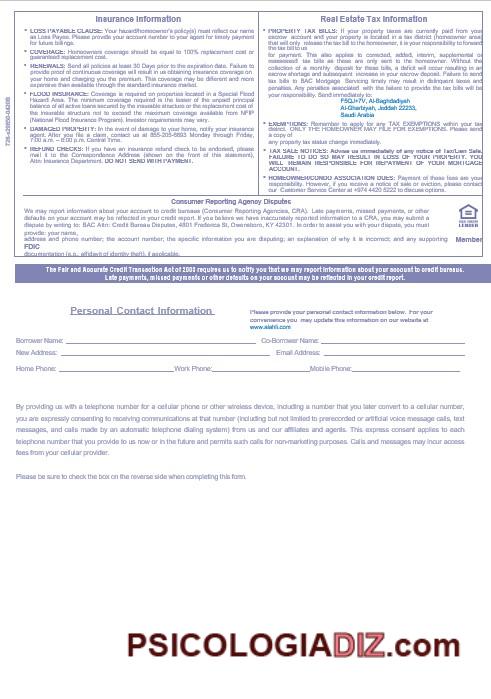 Insurance Information
• LOSS PAYABLE CLAUSE: Your hazard/homeowner's policy(s) must reflect our name
as Loss Payee. Please provide your account number to your agent for timely payment
for future billings.
• COVERAGE: Homeowners coverage should be equal to 100% replacement cost or
guaranteed replacement cost.
• RENEWALS: Send all policies at least 30 Days prior to the expiration date. Failure to
provide proof of continuous coverage will result in us obtaining insurance coverage on,
your home and charging you the premium. This coverage may be different and more
expensive than available through the standard insurance market.
• FLOOD INSURANCE: Coverage is required on properties located in a Special Flood
Hazard Area. The minimum coverage required is the lesser of the unpaid principal
balance of all active loans secured by the insurable structure or the replacement cost of
the insurable structure not to exceed the maximum coverage available from NFIP
(National Flood Insurance Program). Investor requirements may vary.
• DAMAGED PROPERTY: In the event of damage to your home, notify your insurance
agent. After you file a claim, contact us at 855-205-6893 Monday through Friday,
7:00 a.m. – 8:00 p.m. Central Time.
• REFUND CHECKS: If you have an insurance refund check to be endorsed, please
mail it to the Correspondence Address (shown on the front of this statement),
Attn: Insurance Department. DO NOT SEND WITH PAYMENT.
Real Estate Tax Information
• PROPERTY TAX BILLS: If your property taxes are currently paid from your
escrow account and your property is located in a tax district (homeowner area)
that will only release the tax bill to the homeowner, it is your responsibility to forward
the tax bill to us
for payment. This also applies to corrected, added, interim, supplemental or
reassessed tax bills as these are only sent to the homeowner. Without the
collection of a monthly deposit for these bills, a deficit will occur resulting in an
escrow shortage and subsequent increase in your escrow deposit. Failure to send
tax bills to BAC Mortgage. Servicing timely may result in loss of discounts or
penalties. Any penalties associated with failure to provide the tax bills will be
your responsibility. Send immediately to:
F5QJ+7V, Al-Baghdadiyah
Al-Gharbiyah, Jeddah 22233,
Saudi Arabia
• EXEMPTIONS: Remember to apply for any TAX EXEMPTIONS within your tax
district. ONLY THE HOMEOWNER MAY FILE FOR EXEMPTIONS. Please send
a copy of
any property tax status change immediately.
• TAX SALE NOTICES: Advise us immediately of any notice of Tax/Lien Sale.
FAILURE TO DO SO MAY RESULT IN LOSS OF YOUR PROPERTY. YOU
WILL REMAIN RESPONSIBLE FOR REPAYMENT OF YOUR MORTGAGE
ACCOUNT.
• HOMEOWNER/CONDO ASSOCIATION DUES: Payment of those as your
responsibility. However, if you receive a notice of sale or eviction, please contact
our Customer Service Center at +974 4420 5222 to discuss options.
Consumer Reporting Agency Disputes
We may report information about your account to credit bureaus (Consumer Reporting Agencies, CRA). Late payments, missed payments, or other
defaults on your account may be reflected in your credit report. If you believe we have inaccurately reported information to a CRA, you may submit a
dispute by writing to: BAC Attn: Credit Bureau Disputes, 4801 Frederica St, Owensboro, KY 42301. In order to assist you with your dispute, you must
provide: your name,
address and phone number; the account number; the specific information you are disputing; an explanation of why it is incorrect; and any supporting
Member
FDIC
documentation (e.g., affidavit of identity theft), if applicable.
The Fair and Accurate Credit Transaction Act of 2003 requires us to notify you that we may report information about your account to credit bureaus.
Late payments, missed payments or other defaults on your account may be reflected in your credit report.
Personal Contact Information
Please provide your personal contact information below. For your
convenience you may update this information on our website at
www.alahli.com
Borrower Name: Co-Borrower Name:
New Address: Email Address:
Home Phone: Work Phone: Mobile Phone:
By providing us with a telephone number for a cellular phone or other wireless device, including a number that you later convert to a cellular number,
you are expressly consenting to receiving communications at that number (including but not limited to prerecorded or artificial voice message calls, text
messages, and calls made by an automatic telephone dialing system) from us and our affiliates and agents. This express consent applies to each
telephone number that you provide to us now or in the future and permits such calls for non-marketing purposes. Calls and messages may incur access
fees from your cellular provider.
Please be sure to check the box on the reverse side when completing this form.
PSICOLOGIADIZ.com